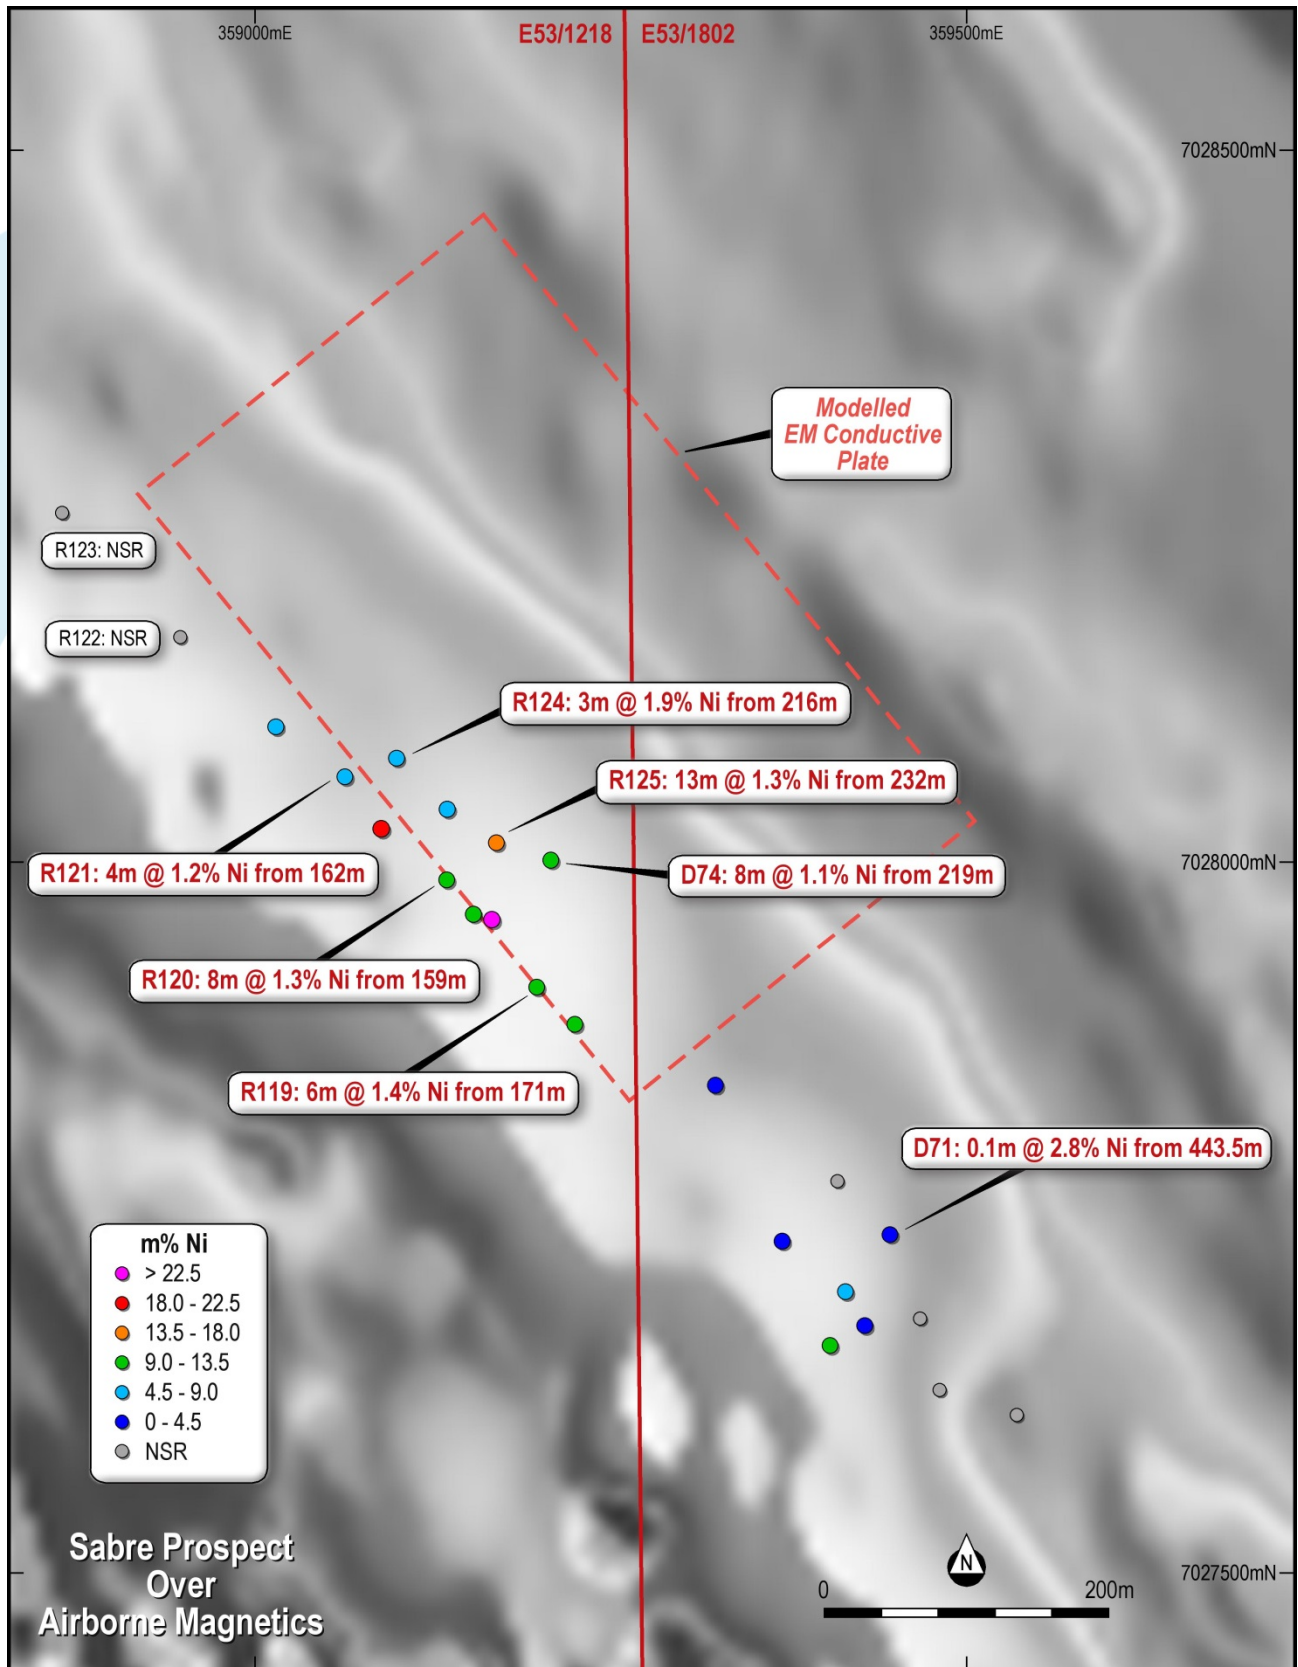 359000mE
E53/1218
E53/1802
359500mE
7028500mN
Modelled
EM Conductive
Plate
R123: NSR
R122: NSR
R124: 3m @ 1.9% Ni from 216m
R125: 13m @ 1.3% Ni from 232m
R121: 4m @ 1.2% Ni from 162m
D74: 8m @ 1.1% Ni from 219m
7028000mN
R120: 8m @ 1.3% Ni from 159m
R119: 6m @ 1.4% Ni from 171m
D71: 0.1m @ 2.8% Ni from 443.5m
m% Ni
> 22.5
18.0 - 22.5
13.5 - 18.0
9.0 - 13.5
4.5 - 9.0
0 - 4.5
NSR
Sabre Prospect
Over
Airborne Magnetics
N
0
200m
7027500mN